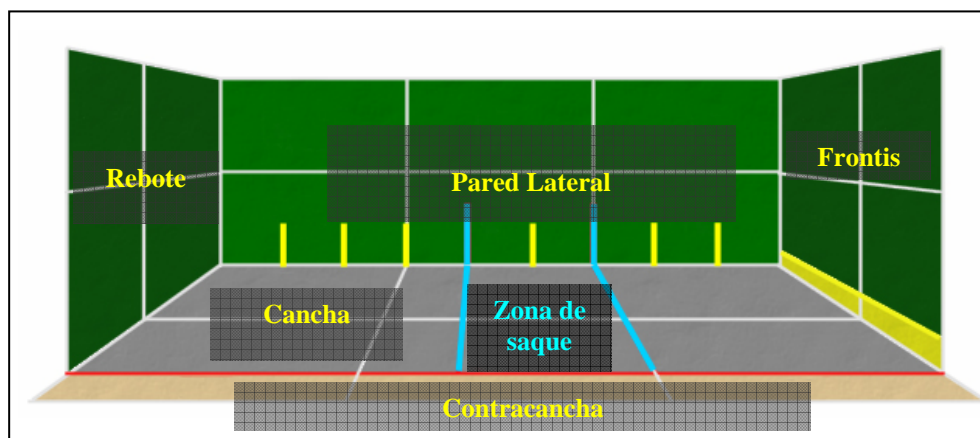 Frontis
Rebote
Pared Lateral
Cancha
Zona de
saque
Contracancha